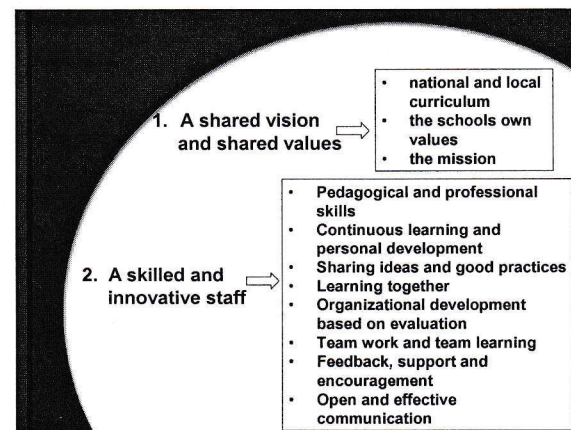 1. A shared vision
and shared values
• national and local
curriculum
• the schools own
values
• the mission
2. A skilled and
innovative staff
• Pedagogical and professional
skills
• Continuous learning and
personal development
• Sharing ideas and good practices
• Learning together
• Organizational development
based on evaluation
• Team work and team learning
• Feedback, support and
encouragement
• Open and effective
communication